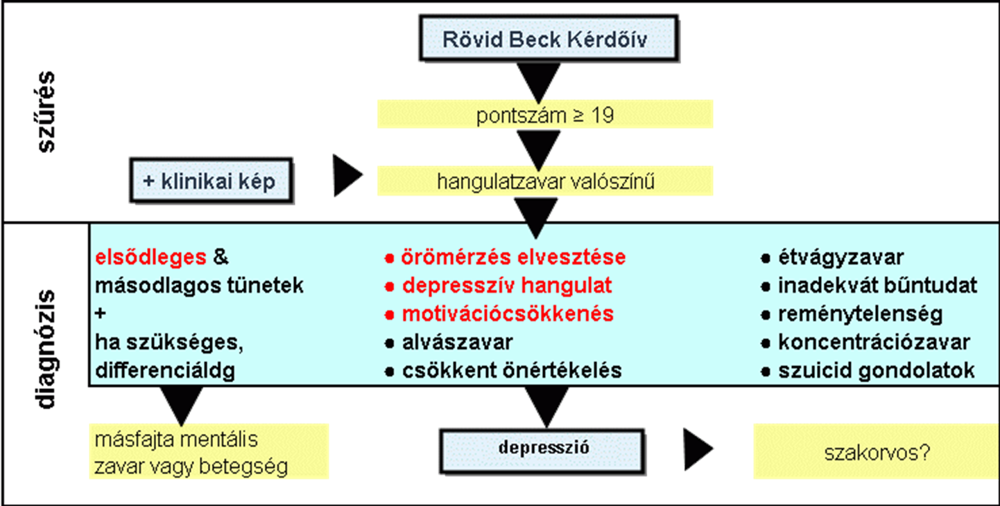 szűrés
Rövid Beck Kérdőív
pontszám ≥ 19
+ klinikai kép
hangulatzavar valószínű
diagnózis
elsődleges &
másodlagos tünetek
+
ha szükséges,
differenciáldg
• örömérzés elvesztése
• depresszív hangulat
• motivációcsökkenés
• alvászavar
• csökkent önértékelés
• étvágyzavar
• inadekvát bűntudat
• reménytelenség
• koncentrációzavar
• szuicid gondolatok
másfajta mentális
zavar vagy betegség
depresszió
szakorvos?